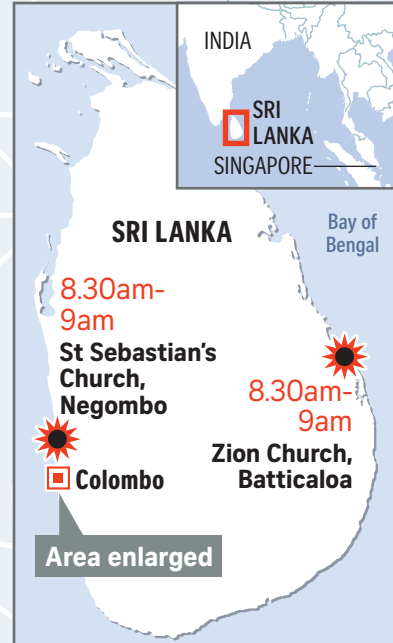 INDIA
SRI
LANKA
SINGAPORE
Bay of
Bengal
SRI LANKA
8.30am-
9am
St Sebastian's
Church,
Negombo
8.30am-
9am
Zion Church,
Batticaloa
Colombo
Area enlarged